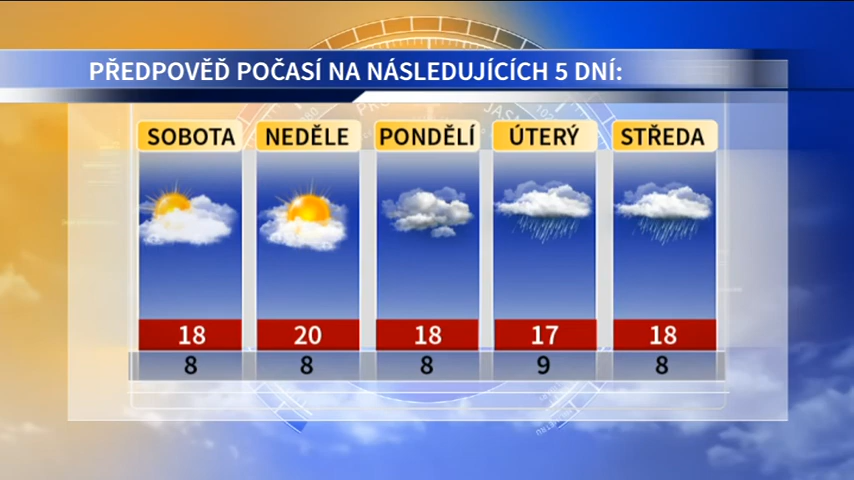 PŘEDPOVĚĎ POČASÍ NA NÁSLEDUJÍCÍCH 5 DNÍ:
SOBOTA NEDĚLE PONDĚLÍ ÚTERÝ STŘEDA
18 20 18 17 18
8 8 8 9 8